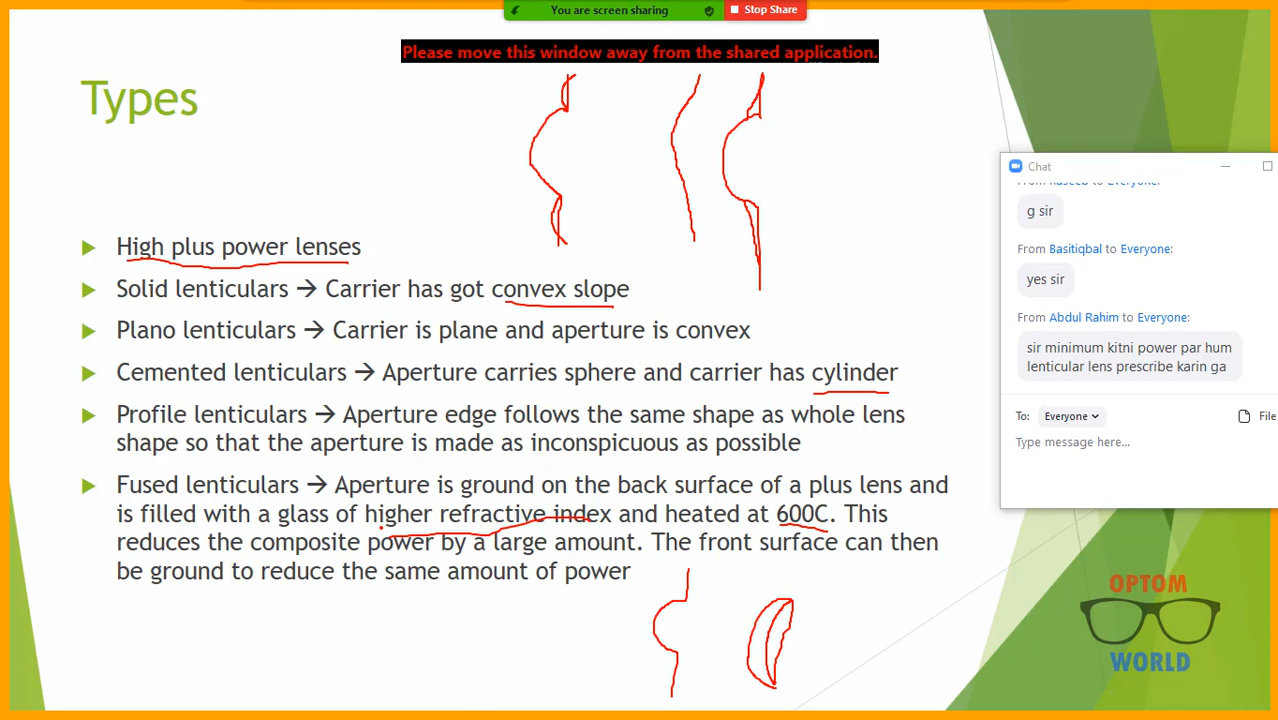 You are screen sharing
Stop Share
Please move this window away from the shared application.
Types
High plus power lenses
Solid lenticulars → Carrier has got convex slope
Plano lenticulars → Carrier is plane and aperture is convex
Cemented lenticulars → Aperture carries sphere and carrier has cylinder
Profile lenticulars → Aperture edge follows the same shape as whole lens
shape so that the aperture is made as inconspicuous as possible
Fused lenticulars → Aperture is ground on the back surface of a plus lens and
is filled with a glass of higher refractive index and heated at 600C. This
reduces the composite power by a large amount. The front surface can then
be ground to reduce the same amount of power
Chat
to Everyone:
g sir
From Basitiqbal to Everyone:
yes sir
From Abdul Rahim to Everyone:
sir minimum kitni power par hum
lenticular lens prescribe karin ga
To: Everyone
File
Type message here...
OPTOM
WORLD